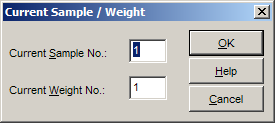 Current Sample / Weight
Current Sample No.: 1
OK
Help
Current Weight No.: 1
Cancel